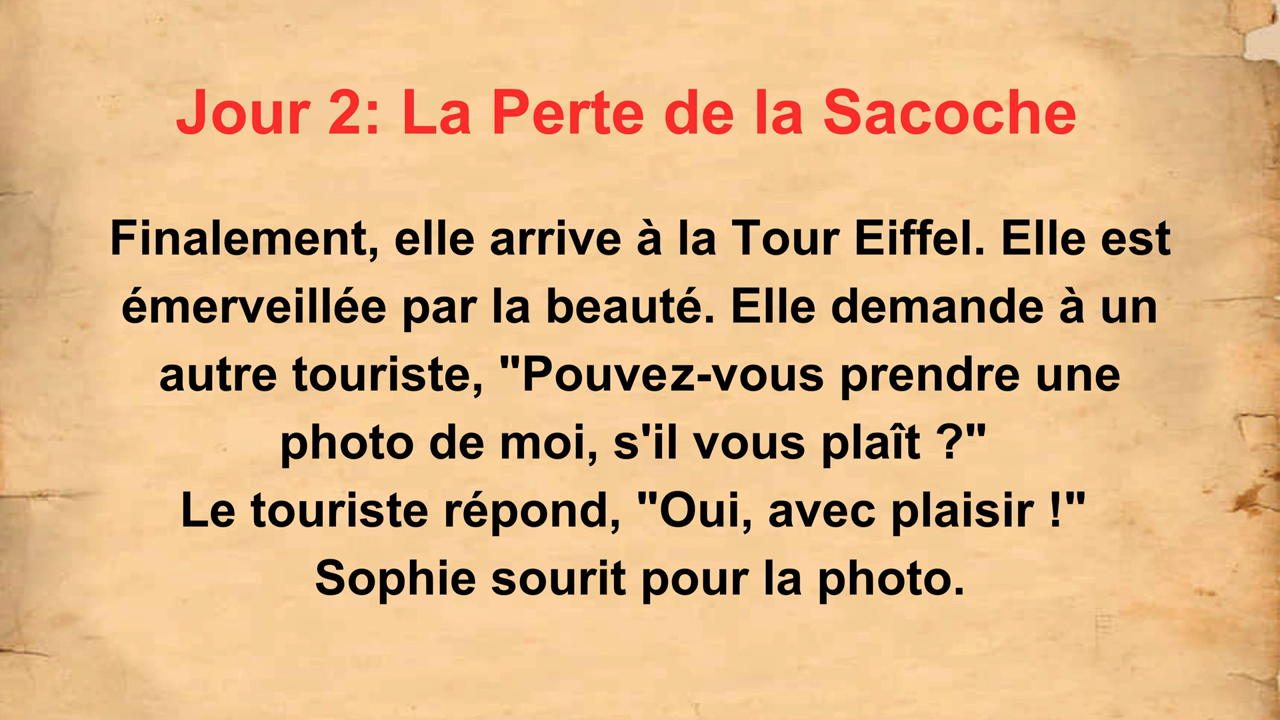 Jour 2: La Perte de la Sacoche
Finalement, elle arrive à la Tour Eiffel. Elle est
émerveillée par la beauté. Elle demande à un
autre touriste, "Pouvez-vous prendre une
photo de moi, s'il vous plaît ?"
Le touriste répond, "Oui, avec plaisir !"
Sophie sourit pour la photo.